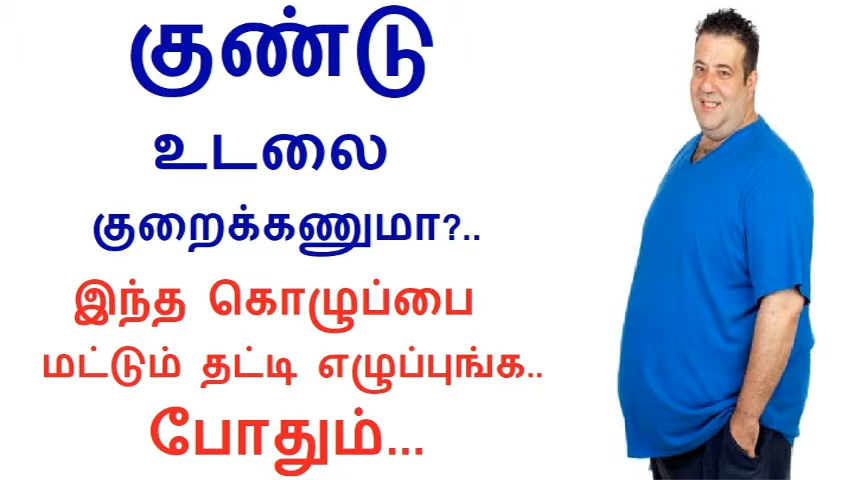 குண்டு
உடலை
குறைக்கணுமா?..
இந்த கொழுப்பை
மட்டும் தட்டி எழுப்புங்க..
போதும்...